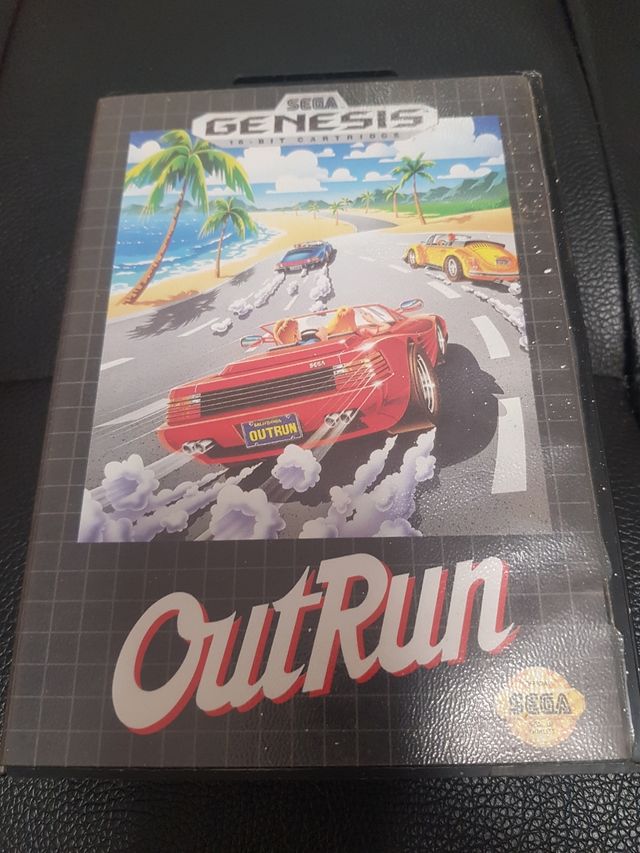 SEGA
GENESIS
16-BIT CARTRIDGE
SEGA
CALIFORNIA
OUTRUN
OutRun
SEGA